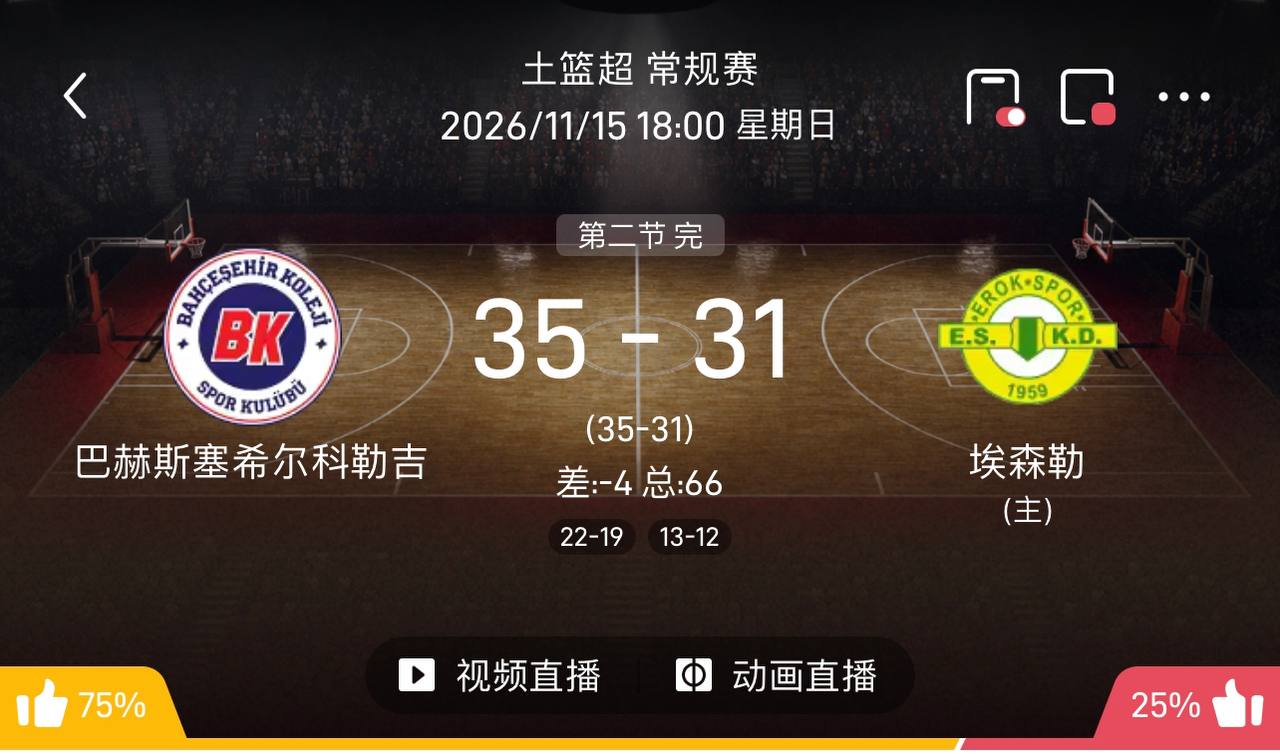 土篮超 常规赛
2026/11/15 18:00 星期日
第二节 完
BAHÇEŞEHİR KOLEJİ
BK
SPOR KULÜBÜ
35 - 31
EROK•SPOR
E.S. K.D.
1959
(35-31)
巴赫斯塞希尔科勒吉
埃森勒
差:-4 总:66
(主)
22-19 13-12
视频直播 动画直播
75%
25%